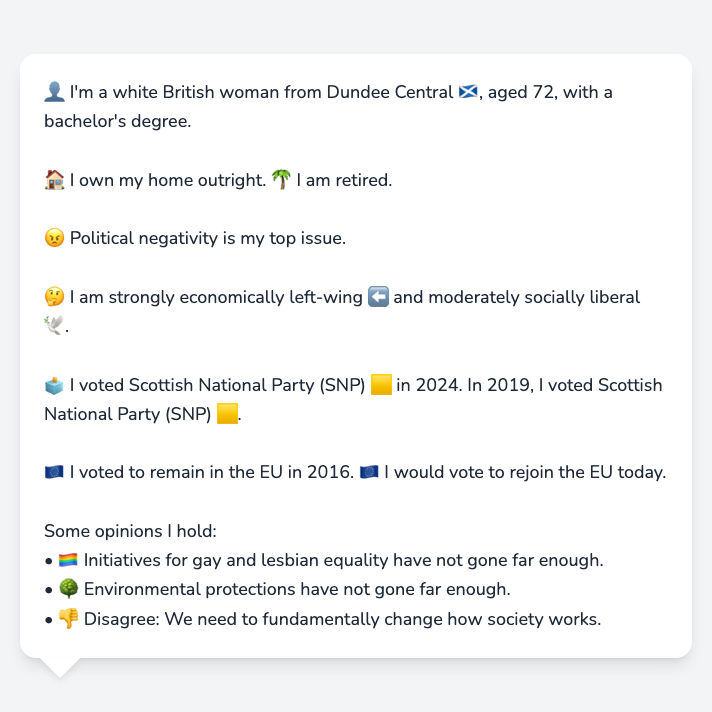 👤 I'm a white British woman from Dundee Central 🏴󠁧󠁢󠁳󠁣󠁴󠁿, aged 72, with a
bachelor's degree.
🏠 I own my home outright. 🌴 I am retired.
😠 Political negativity is my top issue.
🤔 I am strongly economically left-wing ⬅️ and moderately socially liberal
🕊️.
🗳️ I voted Scottish National Party (SNP) 🟨 in 2024. In 2019, I voted Scottish
National Party (SNP) 🟨.
🇪🇺 I voted to remain in the EU in 2016. 🇪🇺 I would vote to rejoin the EU today.
Some opinions I hold:
• 🏳️‍🌈 Initiatives for gay and lesbian equality have not gone far enough.
• 🌳 Environmental protections have not gone far enough.
• 👎 Disagree: We need to fundamentally change how society works.